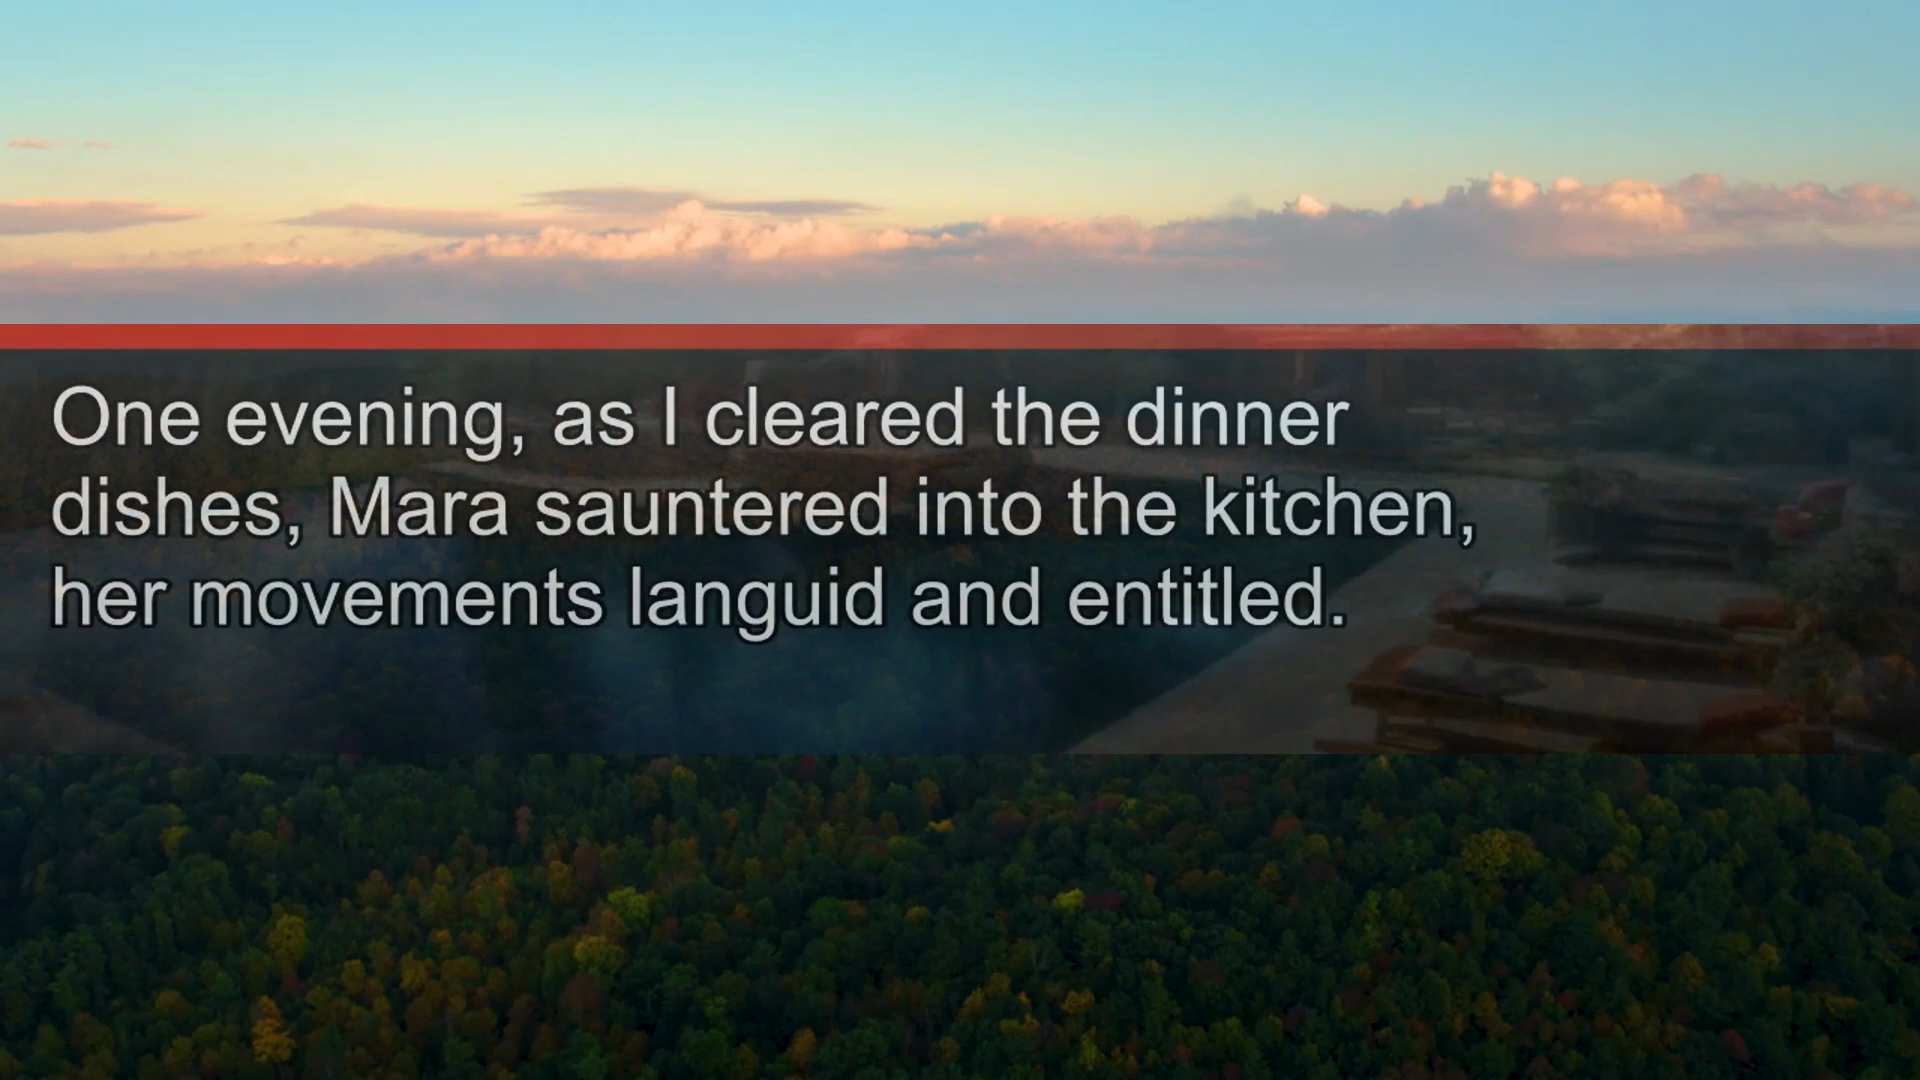 One evening, as I cleared the dinner
dishes, Mara sauntered into the kitchen,
her movements languid and entitled.